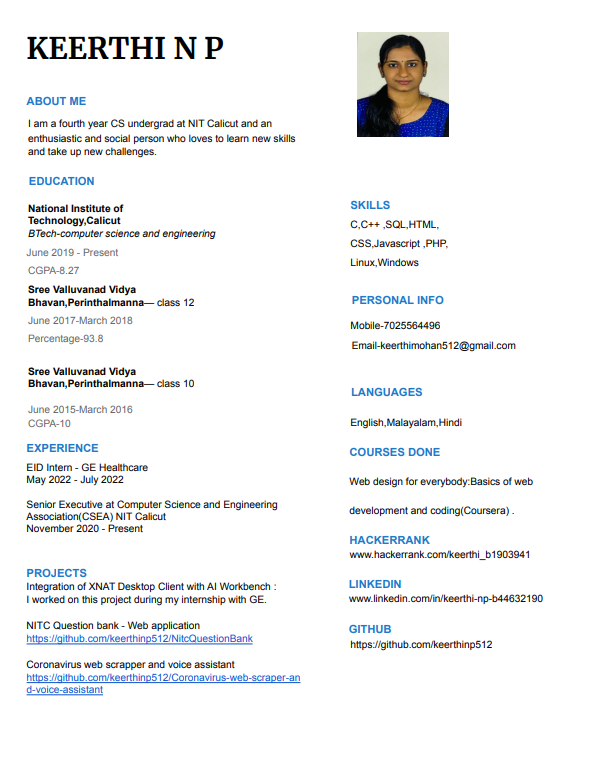 KEERTHI N P
ABOUT ME
I am a fourth year CS undergrad at NIT Calicut and an
enthusiastic and social person who loves to learn new skills
and take up new challenges.
EDUCATION
National Institute of
Technology,Calicut
BTech-computer science and engineering
June 2019 - Present
CGPA-8.27
Sree Valluvanad Vidya
Bhavan,Perinthalmanna— class 12
June 2017-March 2018
Percentage-93.8
Sree Valluvanad Vidya
Bhavan,Perinthalmanna— class 10
June 2015-March 2016
CGPA-10
EXPERIENCE
EID Intern - GE Healthcare
May 2022 - July 2022
Senior Executive at Computer Science and Engineering
Association(CSEA) NIT Calicut
November 2020 - Present
PROJECTS
Integration of XNAT Desktop Client with AI Workbench :
I worked on this project during my internship with GE.
NITC Question bank - Web application
https://github.com/keerthinp512/NitcQuestionBank
Coronavirus web scrapper and voice assistant
https://github.com/keerthinp512/Coronavirus-web-scraper-an
d-voice-assistant
SKILLS
C,C++ ,SQL,HTML,
CSS,Javascript ,PHP,
Linux,Windows
PERSONAL INFO
Mobile-7025564496
Email-keerthimohan512@gmail.com
LANGUAGES
English,Malayalam,Hindi
COURSES DONE
Web design for everybody:Basics of web
development and coding(Coursera) .
HACKERRANK
www.hackerrank.com/keerthi_b1903941
LINKEDIN
www.linkedin.com/in/keerthi-np-b44632190
GITHUB
https://github.com/keerthinp512